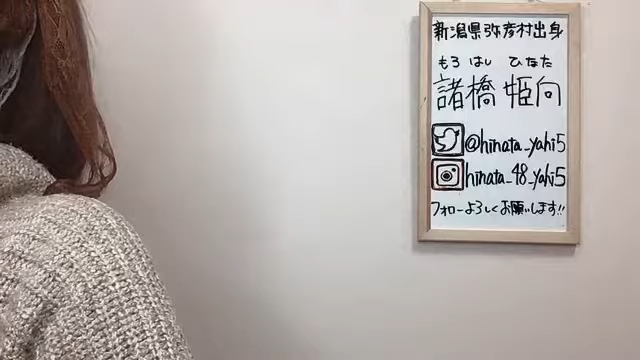 新潟県弥彦村出身
もろ はし ひなた
諸橋 姫向
@hinata_yahi5
hinata_48_yahi5
フォローよろしくお願いします!!